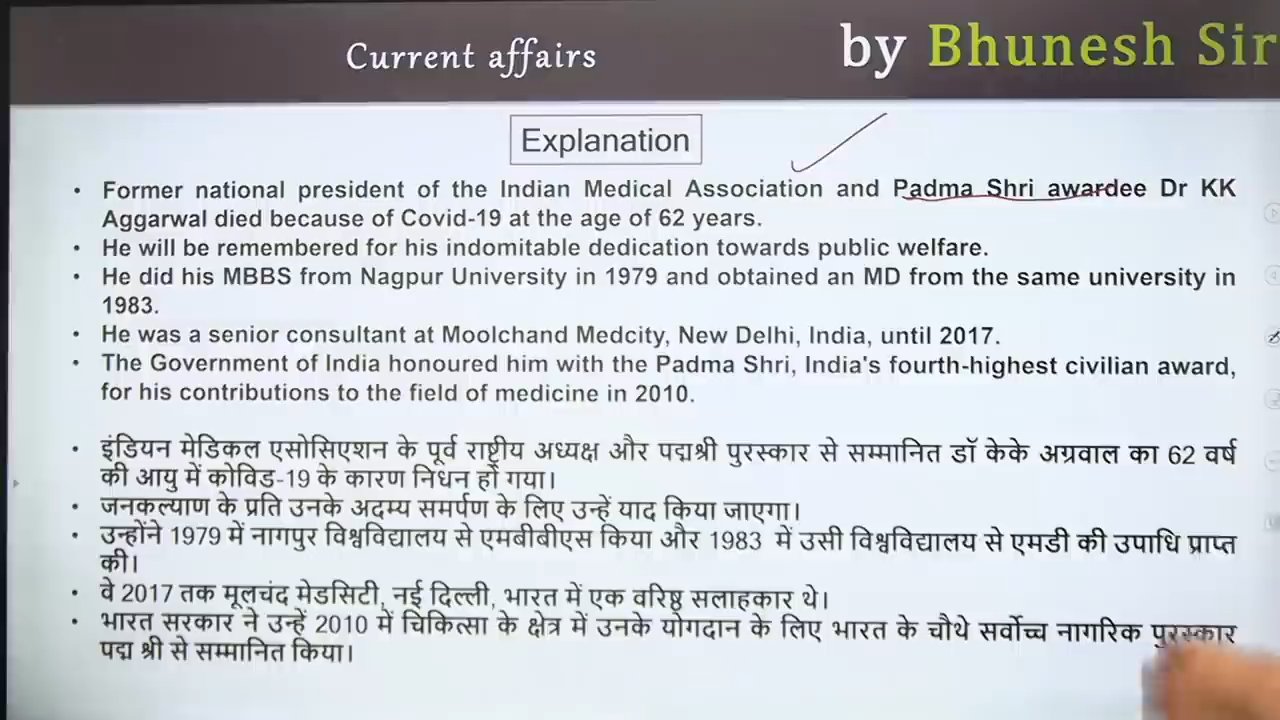 Current affairs
by Bhunesh Sir
Explanation
• Former national president of the Indian Medical Association and Padma Shri awardee Dr KK
Aggarwal died because of Covid-19 at the age of 62 years.
• He will be remembered for his indomitable dedication towards public welfare.
• He did his MBBS from Nagpur University in 1979 and obtained an MD from the same university in
1983.
• He was a senior consultant at Moolchand Medcity, New Delhi, India, until 2017.
• The Government of India honoured him with the Padma Shri, India's fourth-highest civilian award,
for his contributions to the field of medicine in 2010.
• इंडियन मेडिकल एसोसिएशन के पूर्व राष्ट्रीय अध्यक्ष और पद्मश्री पुरस्कार से सम्मानित डॉ केके अग्रवाल का 62 वर्ष
की आयु में कोविड-19 के कारण निधन हो गया।
• जनकल्याण के प्रति उनके अदम्य समर्पण के लिए उन्हें याद किया जाएगा।
• उन्होंने 1979 में नागपुर विश्वविद्यालय से एमबीबीएस किया और 1983 में उसी विश्वविद्यालय से एमडी की उपाधि प्राप्त
की।
• वे 2017 तक मूलचंद मेडसिटी, नई दिल्ली, भारत में एक वरिष्ठ सलाहकार थे।
• भारत सरकार ने उन्हें 2010 में चिकित्सा के क्षेत्र में उनके योगदान के लिए भारत के चौथे सर्वोच्च नागरिक पुरस्कार
पद्म श्री से सम्मानित किया।